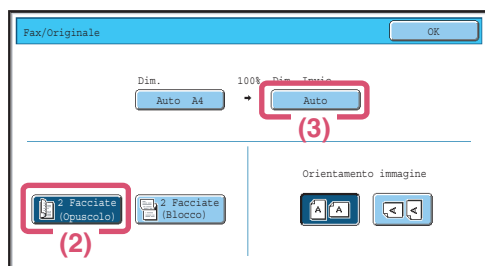 Fax/Originale
OK
Dim.
100%
Dim. Invio
Auto A4
Auto
(3)
Orientamento immagine
2 Facciate
(Opuscolo)
2 Facciate
(Blocco)
A A
A A
(2)